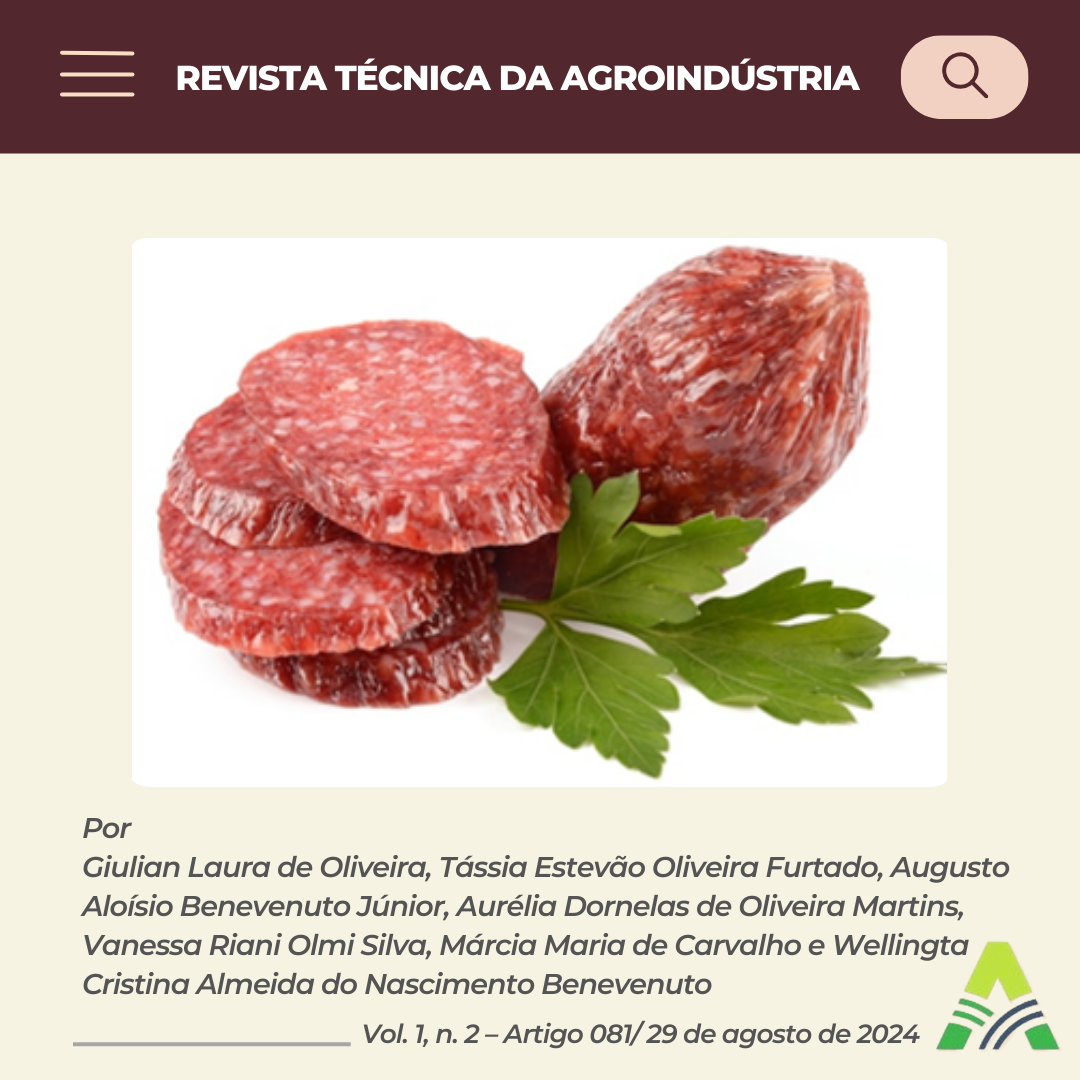 REVISTA TÉCNICA DA AGROINDÚSTRIA
Por
Giulian Laura de Oliveira, Tássia Estevão Oliveira Furtado, Augusto
Aloísio Benevenuto Júnior, Aurélia Dornelas de Oliveira Martins,
Vanessa Riani Olmi Silva, Márcia Maria de Carvalho e Wellingta
Cristina Almeida do Nascimento Benevenuto
Vol. 1, n. 2 – Artigo 081/ 29 de agosto de 2024